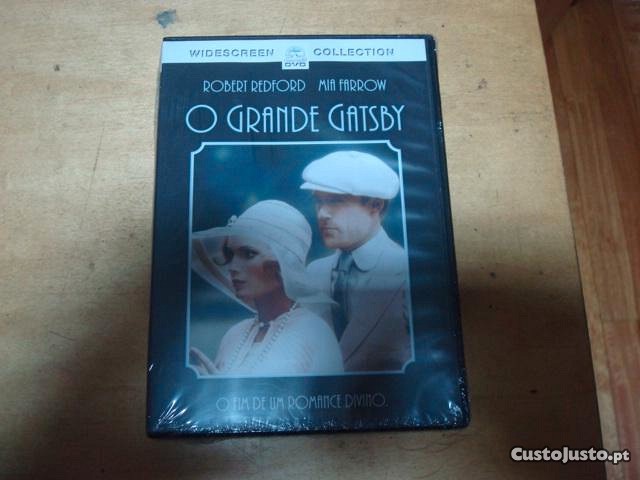 WIDESCREEN DVD COLLECTION
ROBERT REDFORD MIA FARROW
O GRANDE GATSBY
O FIM DE UM ROMANCE DIVINO.
CustoJusto.pt